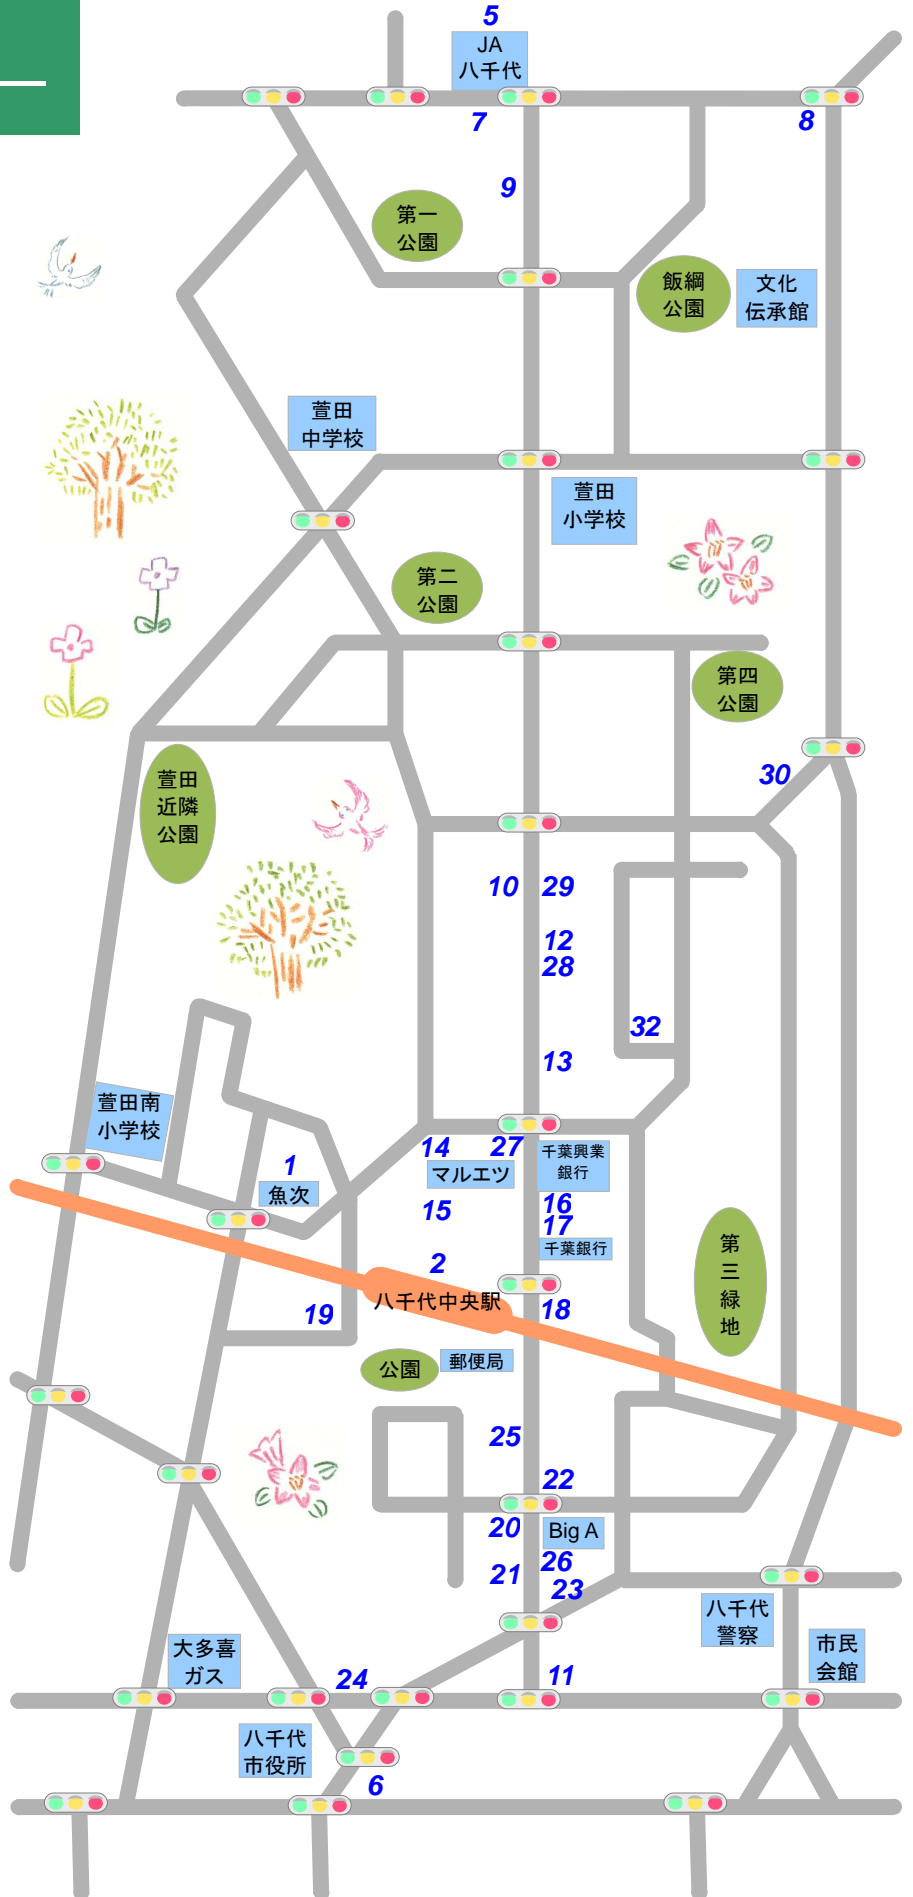 5
JA
八千代
7
8
9
第一
公園
飯綱
公園
文化
伝承館
萱田
中学校
萱田
小学校
第二
公園
第四
公園
30
萱田
近隣
公園
10
29
12
28
32
13
萱田南
小学校
14
27
千葉興業
銀行
マルエツ
1
魚次
15
16
17
千葉銀行
第
三
緑
地
2
八千代中央駅
18
19
公園
郵便局
25
22
20
Big A
21
26
23
八千代
警察
市民
会館
大多喜
ガス
24
11
八千代
市役所
6